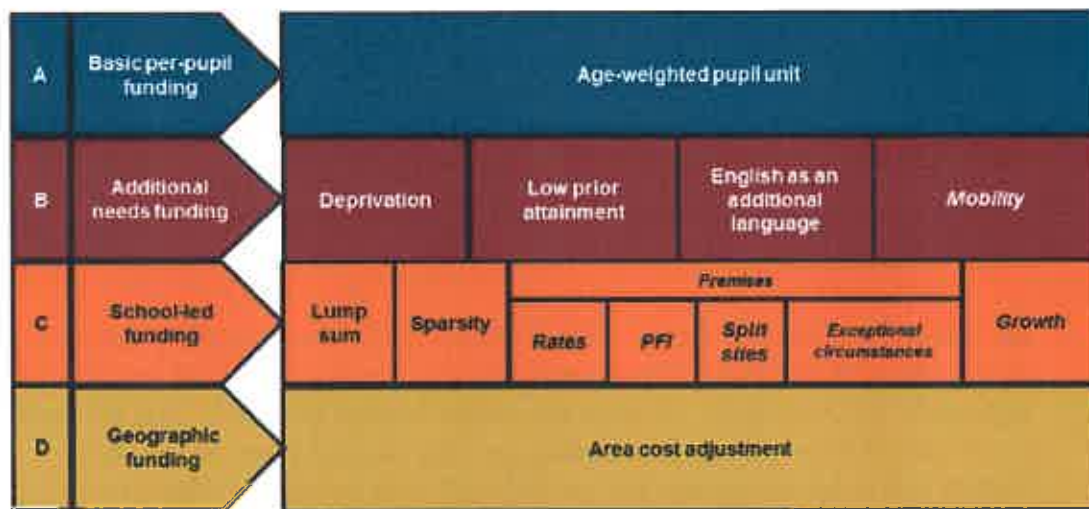 A
Basic per-pupil
funding
Age-weighted pupil unit
B
Additional
needs funding
Deprivation
Low prior
attainment
English as an
additional
language
Mobility
C
School-led
funding
Lump
sum
Sparsity
Premises
Rates
PFI
Split
sites
Exceptional
circumstances
Growth
D
Geographic
funding
Area cost adjustment